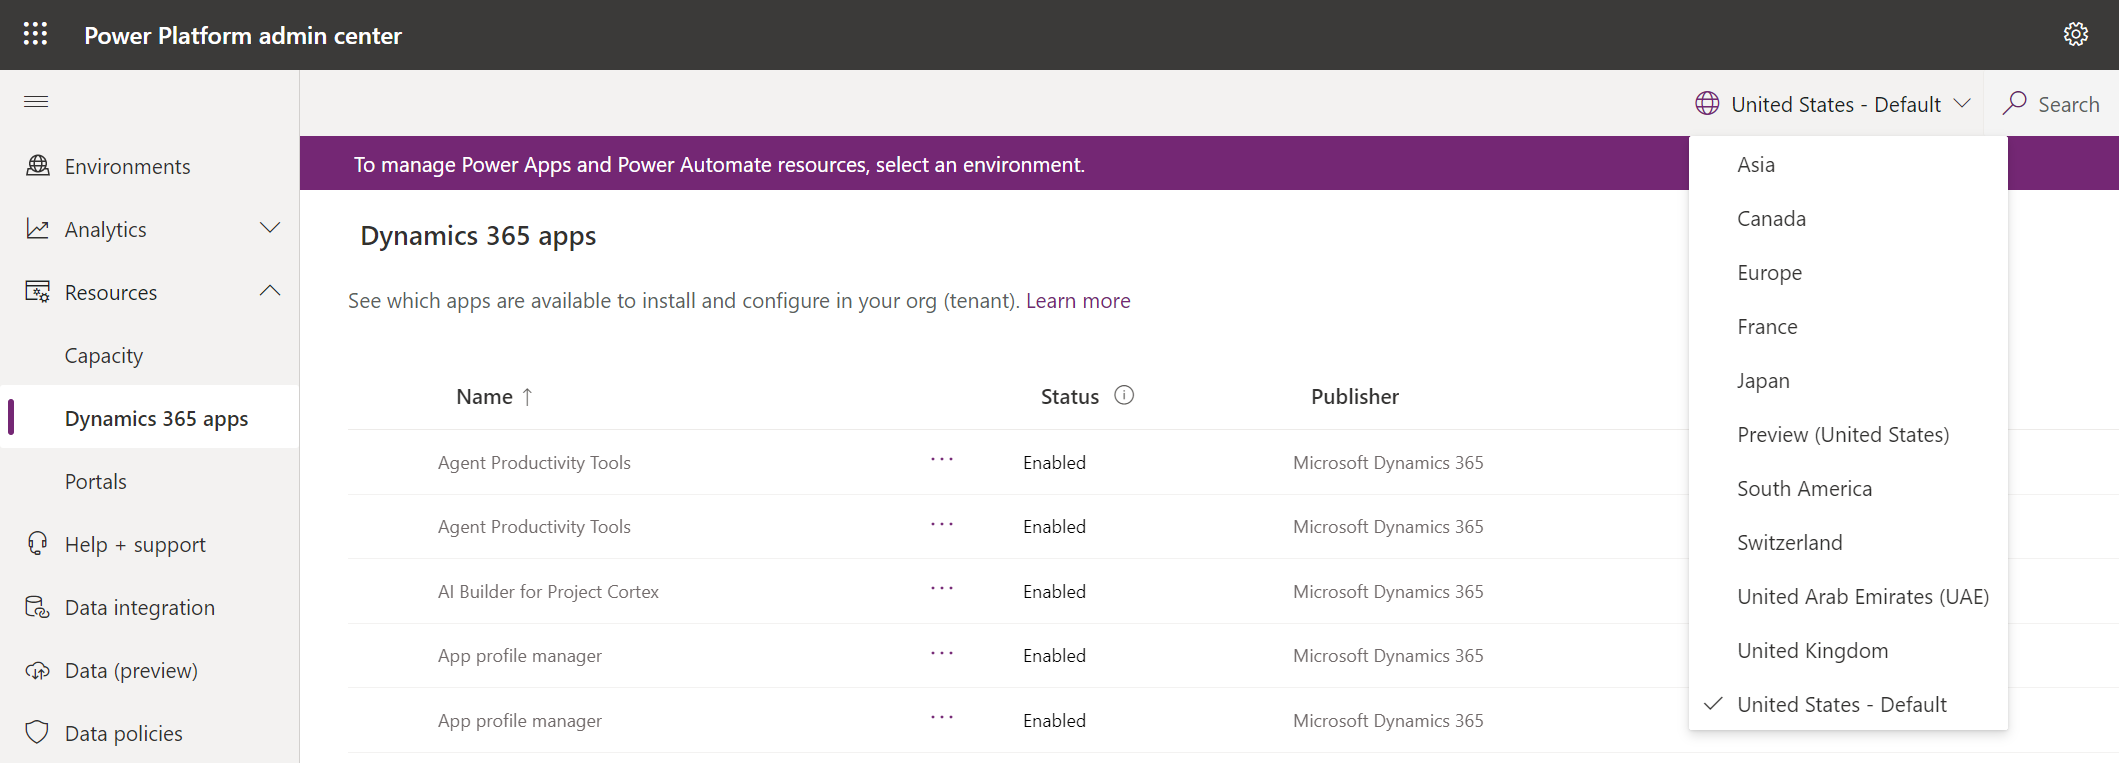 Power Platform admin center
United States - Default
Search
Environments
Analytics
Resources
Capacity
Dynamics 365 apps
Portals
Help + support
Data integration
Data (preview)
Data policies
To manage Power Apps and Power Automate resources, select an environment.
Dynamics 365 apps
See which apps are available to install and configure in your org (tenant). Learn more
Name ↑ Status Publisher
Agent Productivity Tools ... Enabled Microsoft Dynamics 365
Agent Productivity Tools ... Enabled Microsoft Dynamics 365
AI Builder for Project Cortex ... Enabled Microsoft Dynamics 365
App profile manager ... Enabled Microsoft Dynamics 365
App profile manager ... Enabled Microsoft Dynamics 365
Asia
Canada
Europe
France
Japan
Preview (United States)
South America
Switzerland
United Arab Emirates (UAE)
United Kingdom
United States - Default